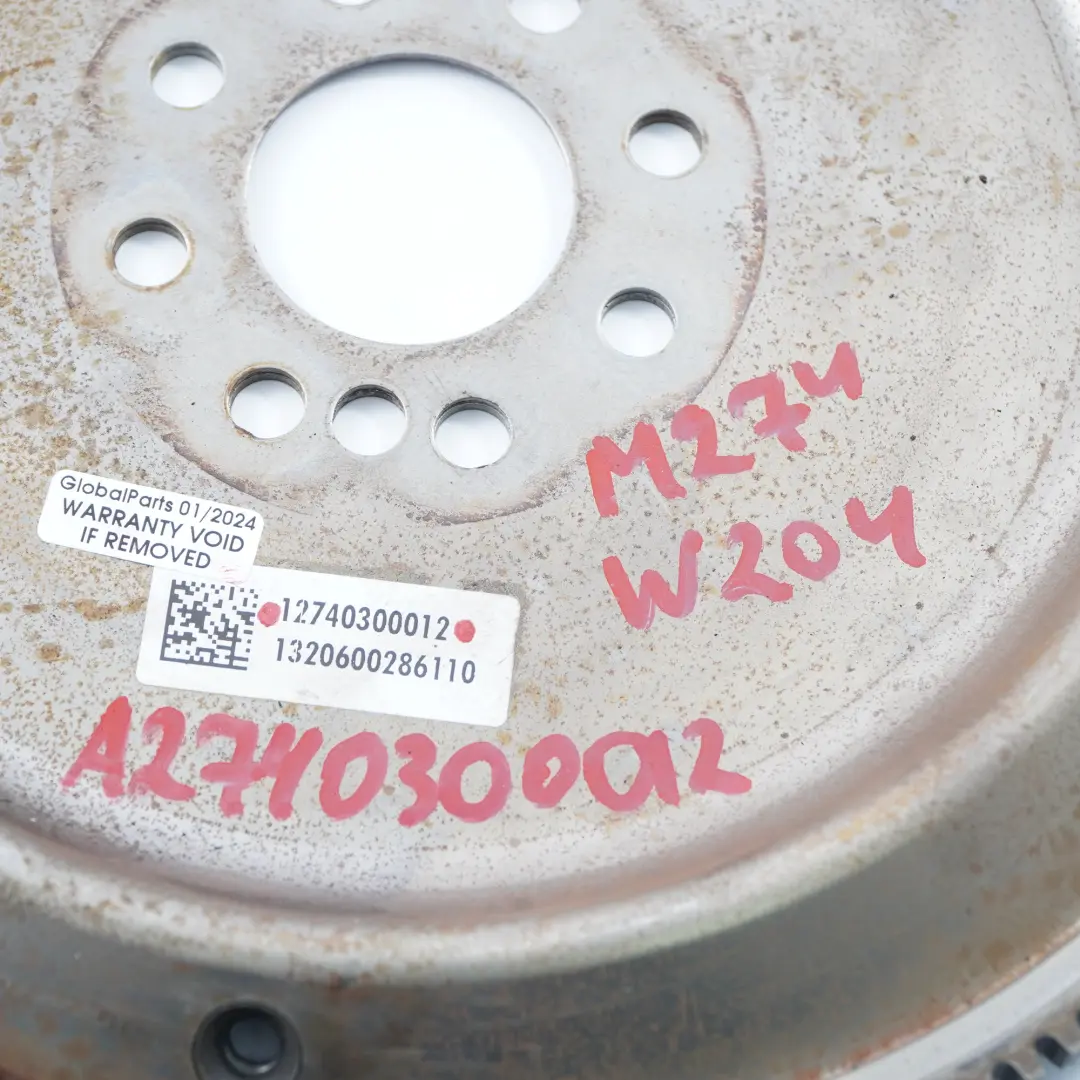 M274
W204
GlobalParts 01/2024
WARRANTY VOID
IF REMOVED
12740300012
1320600286110
A2740300012